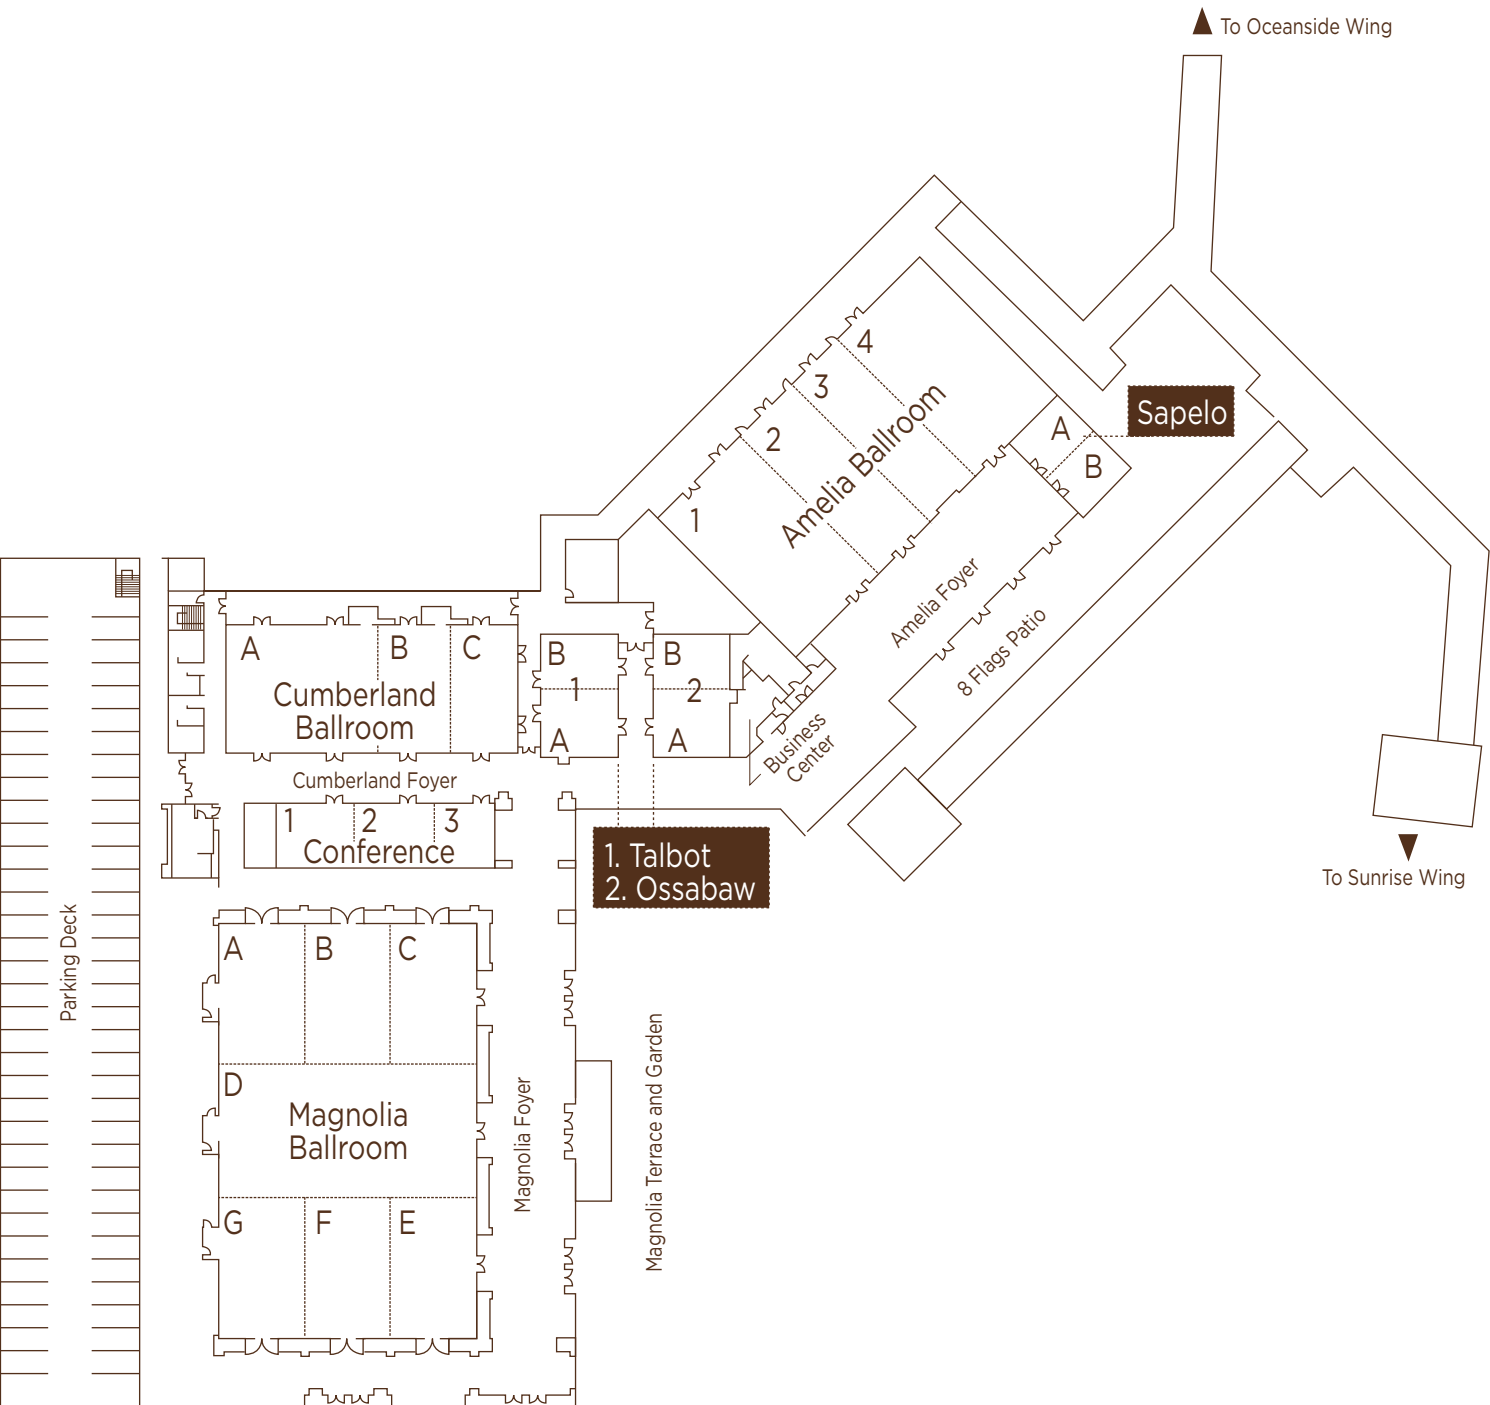 To Oceanside Wing
4
3
2
1
Amelia Ballroom
Sapelo
A
B
Amelia Foyer
8 Flags Patio
A
B
C
Cumberland
Ballroom
B
1
A
B
2
A
Business
Center
Cumberland Foyer
1
2
3
Conference
1. Talbot
2. Ossabaw
To Sunrise Wing
Parking Deck
A
B
C
D
Magnolia
Ballroom
G
F
E
Magnolia Foyer
Magnolia Terrace and Garden